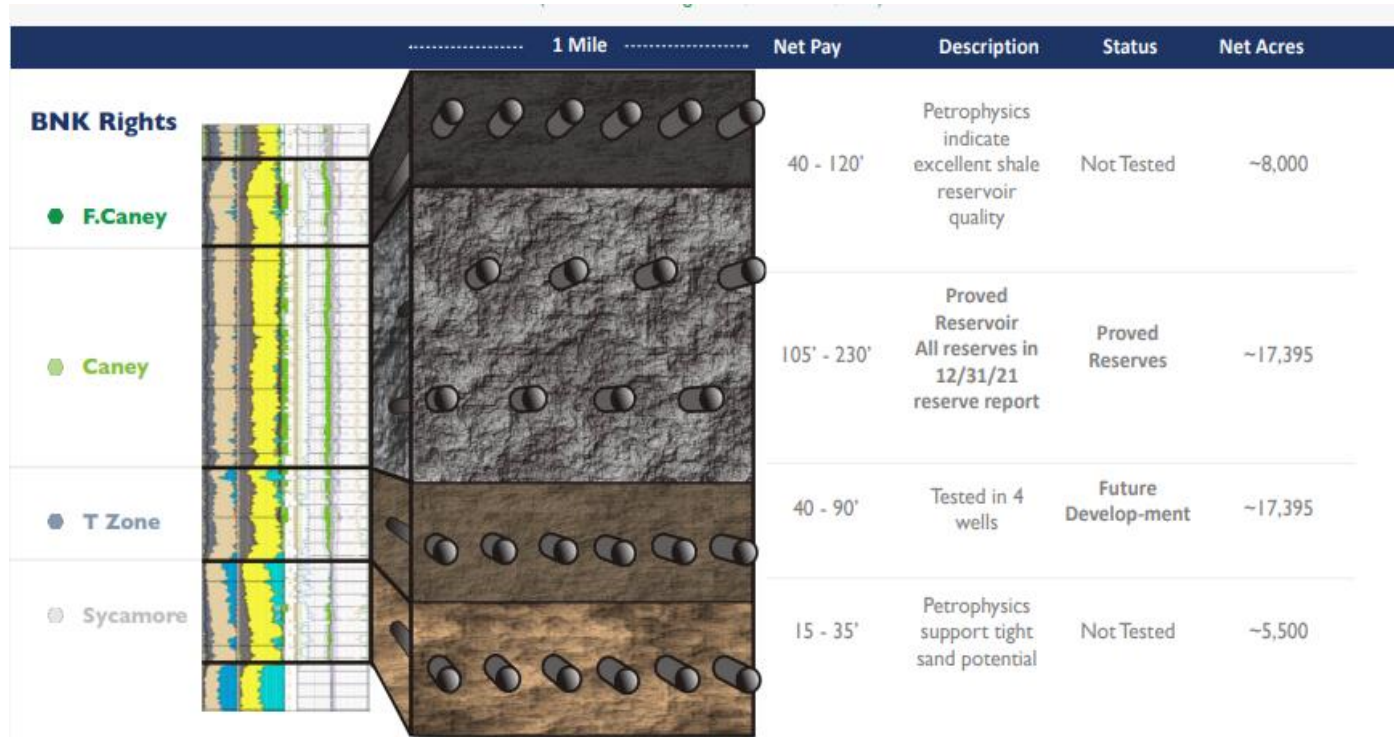 1 Mile Net Pay Description Status Net Acres
BNK Rights
F.Caney
Caney
T Zone
Sycamore
40 - 120'
Petrophysics
indicate
excellent shale
reservoir
quality
Not Tested
~8,000
105' - 230'
Proved
Reservoir
All reserves in
12/31/21
reserve report
Proved
Reserves
~17,395
40 - 90'
Tested in 4
wells
Future
Develop-ment
~17,395
15 - 35'
Petrophysics
support tight
sand potential
Not Tested
~5,500